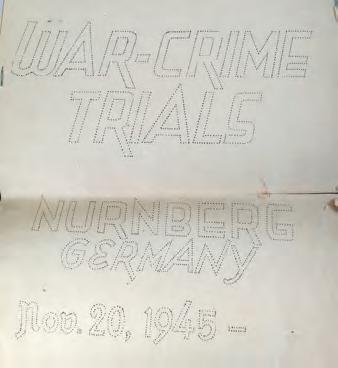 WAR-CRIME
TRIALS
NURNBERG
GERMANY
Nov. 20, 1945 -